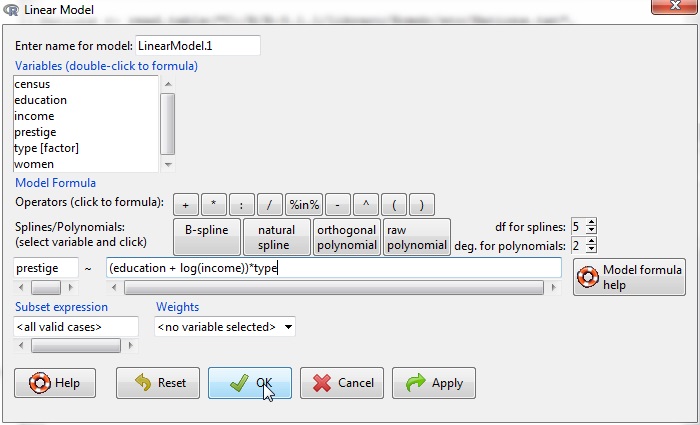 Linear Model
Enter name for model: LinearModel.1
Variables (double-click to formula)
census
education
income
prestige
type [factor]
women
Model Formula
Operators (click to formula): + * : / %in% - ^ ( )
Splines/Polynomials:
(select variable and click)
B-spline
natural
spline
orthogonal
polynomial
raw
polynomial
df for splines: 5
deg. for polynomials: 2
prestige ~ (education + log(income))*type
Model formula
help
Subset expression
Weights
<all valid cases>
<no variable selected>
Help
Reset
OK
Cancel
Apply